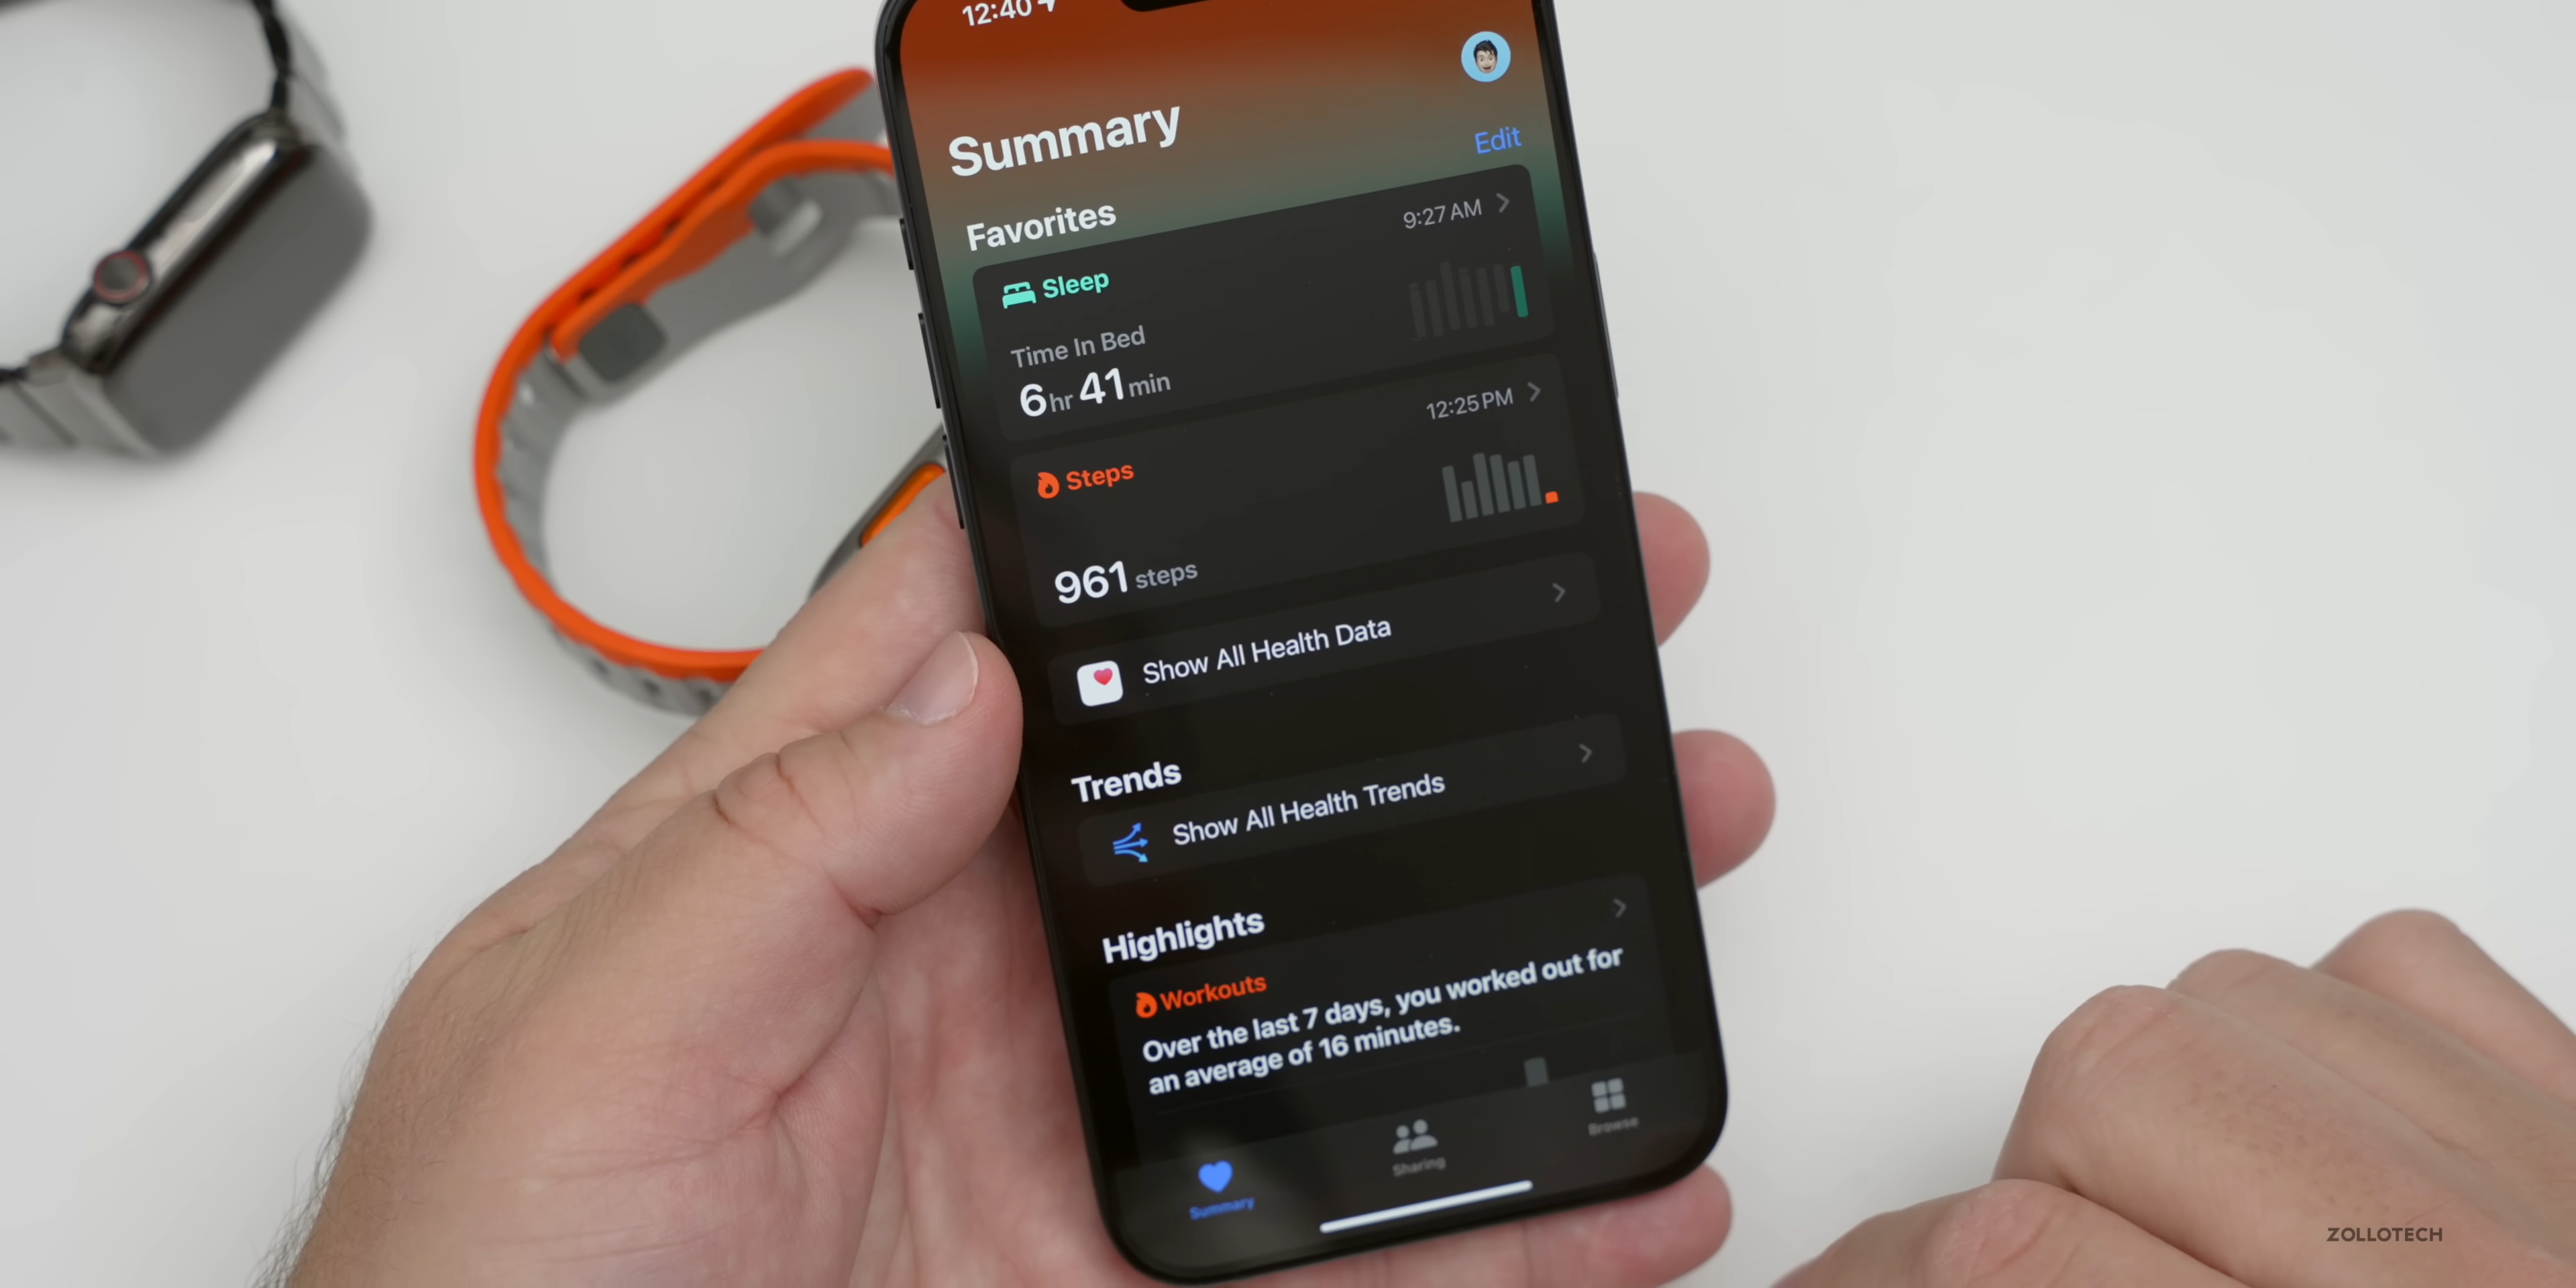 12:40
Summary
Edit
Favorites
9:27 AM
Sleep
Time In Bed
6 hr 41 min
12:25 PM
Steps
961 steps
Show All Health Data
Trends
Show All Health Trends
Highlights
Workouts
Over the last 7 days, you worked out for
an average of 16 minutes.
Summary
Sharing
Browse
ZOLLOTECH